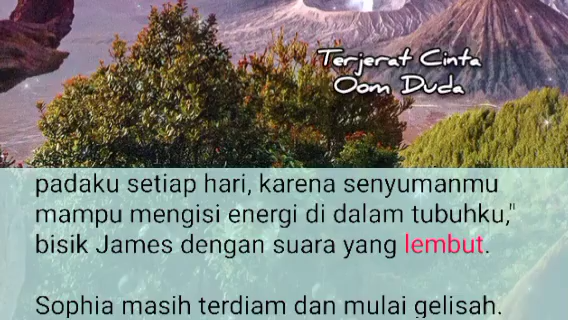 Terjerat Cinta
Oom Duda
padaku setiap hari, karena senyumanmu
mampu mengisi energi di dalam tubuhku,"
bisik James dengan suara yang lembut.
Sophia masih terdiam dan mulai gelisah.